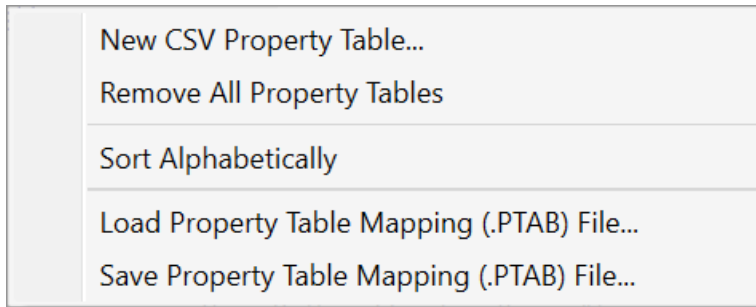 New CSV Property Table...
Remove All Property Tables
Sort Alphabetically
Load Property Table Mapping (.PTAB) File...
Save Property Table Mapping (.PTAB) File...